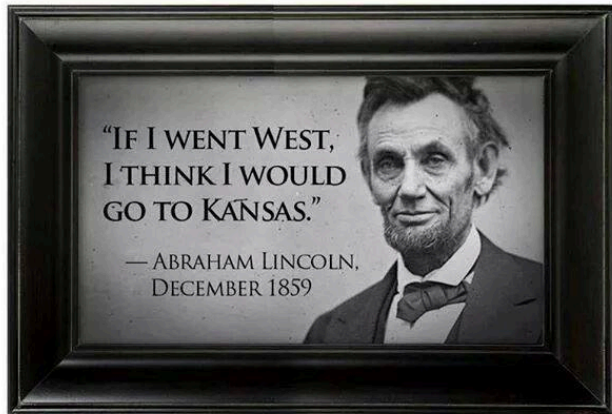 “If I went West,
I think I would
go to Kansas.”
— Abraham Lincoln,
December 1859